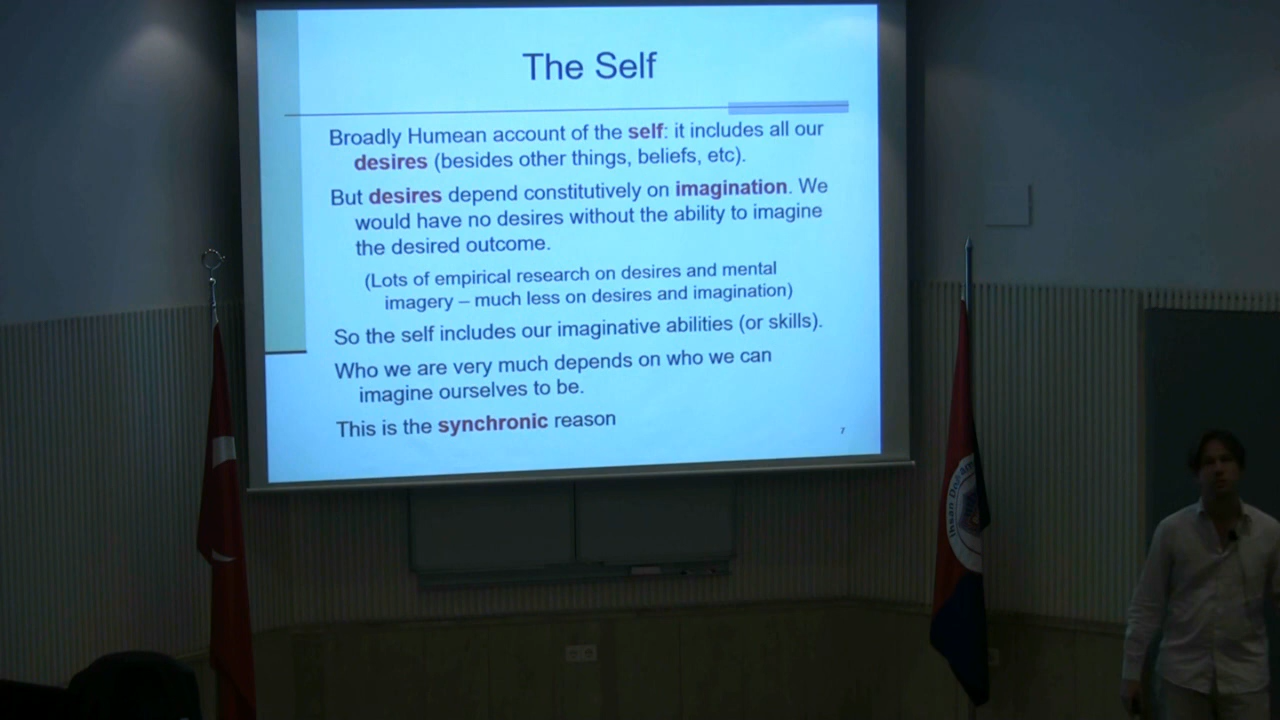 The Self
Broadly Humean account of the self: it includes all our
desires (besides other things, beliefs, etc).
But desires depend constitutively on imagination. We
would have no desires without the ability to imagine
the desired outcome.
(Lots of empirical research on desires and mental
imagery – much less on desires and imagination)
So the self includes our imaginative abilities (or skills).
Who we are very much depends on who we can
imagine ourselves to be.
This is the synchronic reason
7
İhsan